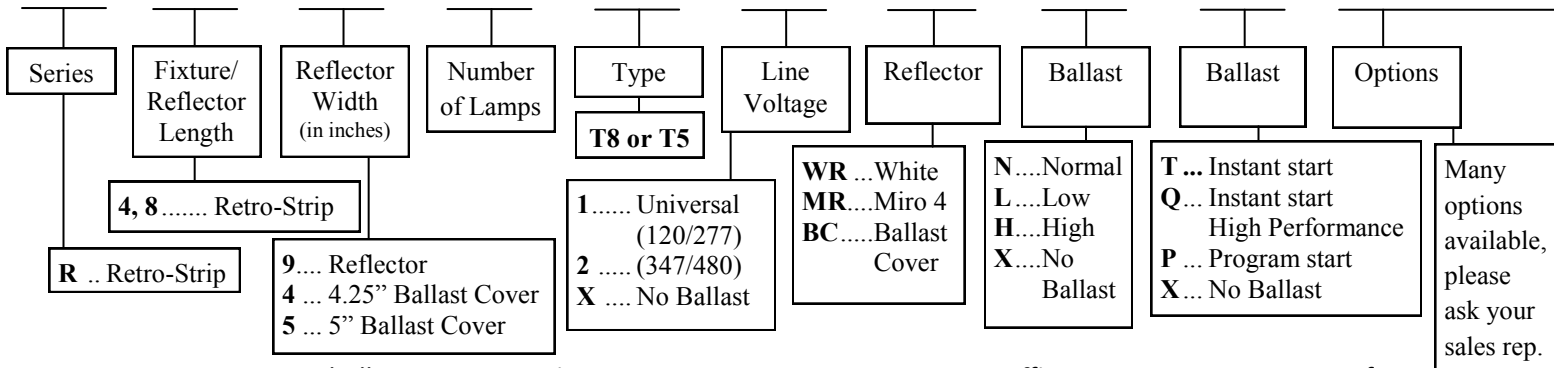 Series
Fixture/
Reflector
Length
Reflector
Width
(in inches)
Number
of Lamps
Type
Line
Voltage
Reflector
Ballast
Ballast
Options
T8 or T5
4, 8....... Retro-Strip
R .. Retro-Strip
9.... Reflector
4 ... 4.25” Ballast Cover
5 ... 5” Ballast Cover
1...... Universal
(120/277)
2 .... (347/480)
X .... No Ballast
WR ... White
MR.... Miro 4
BC..... Ballast
Cover
N.... Normal
L.... Low
H.... High
X.... No
Ballast
T ... Instant start
Q... Instant start
High Performance
P ... Program start
X... No Ballast
Many
options
available,
please
ask your
sales rep.